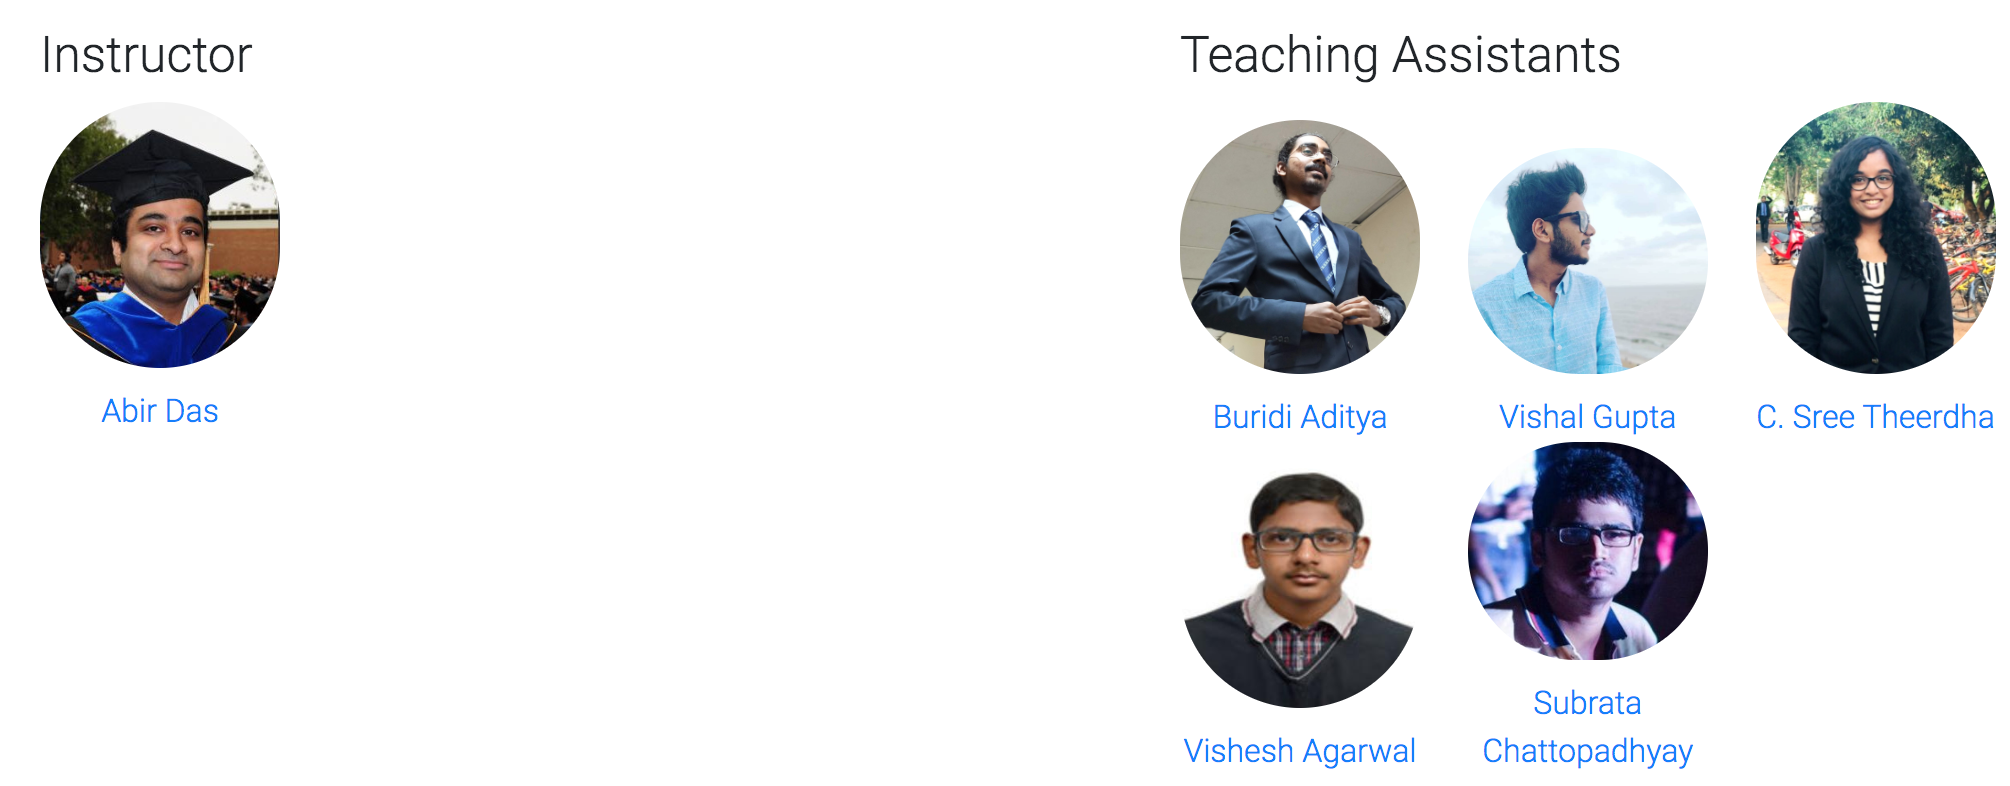 Instructor
Abir Das
Teaching Assistants
Buridi Aditya
Vishal Gupta
C. Sree Theerdha
Vishesh Agarwal
Subrata
Chattopadhyay